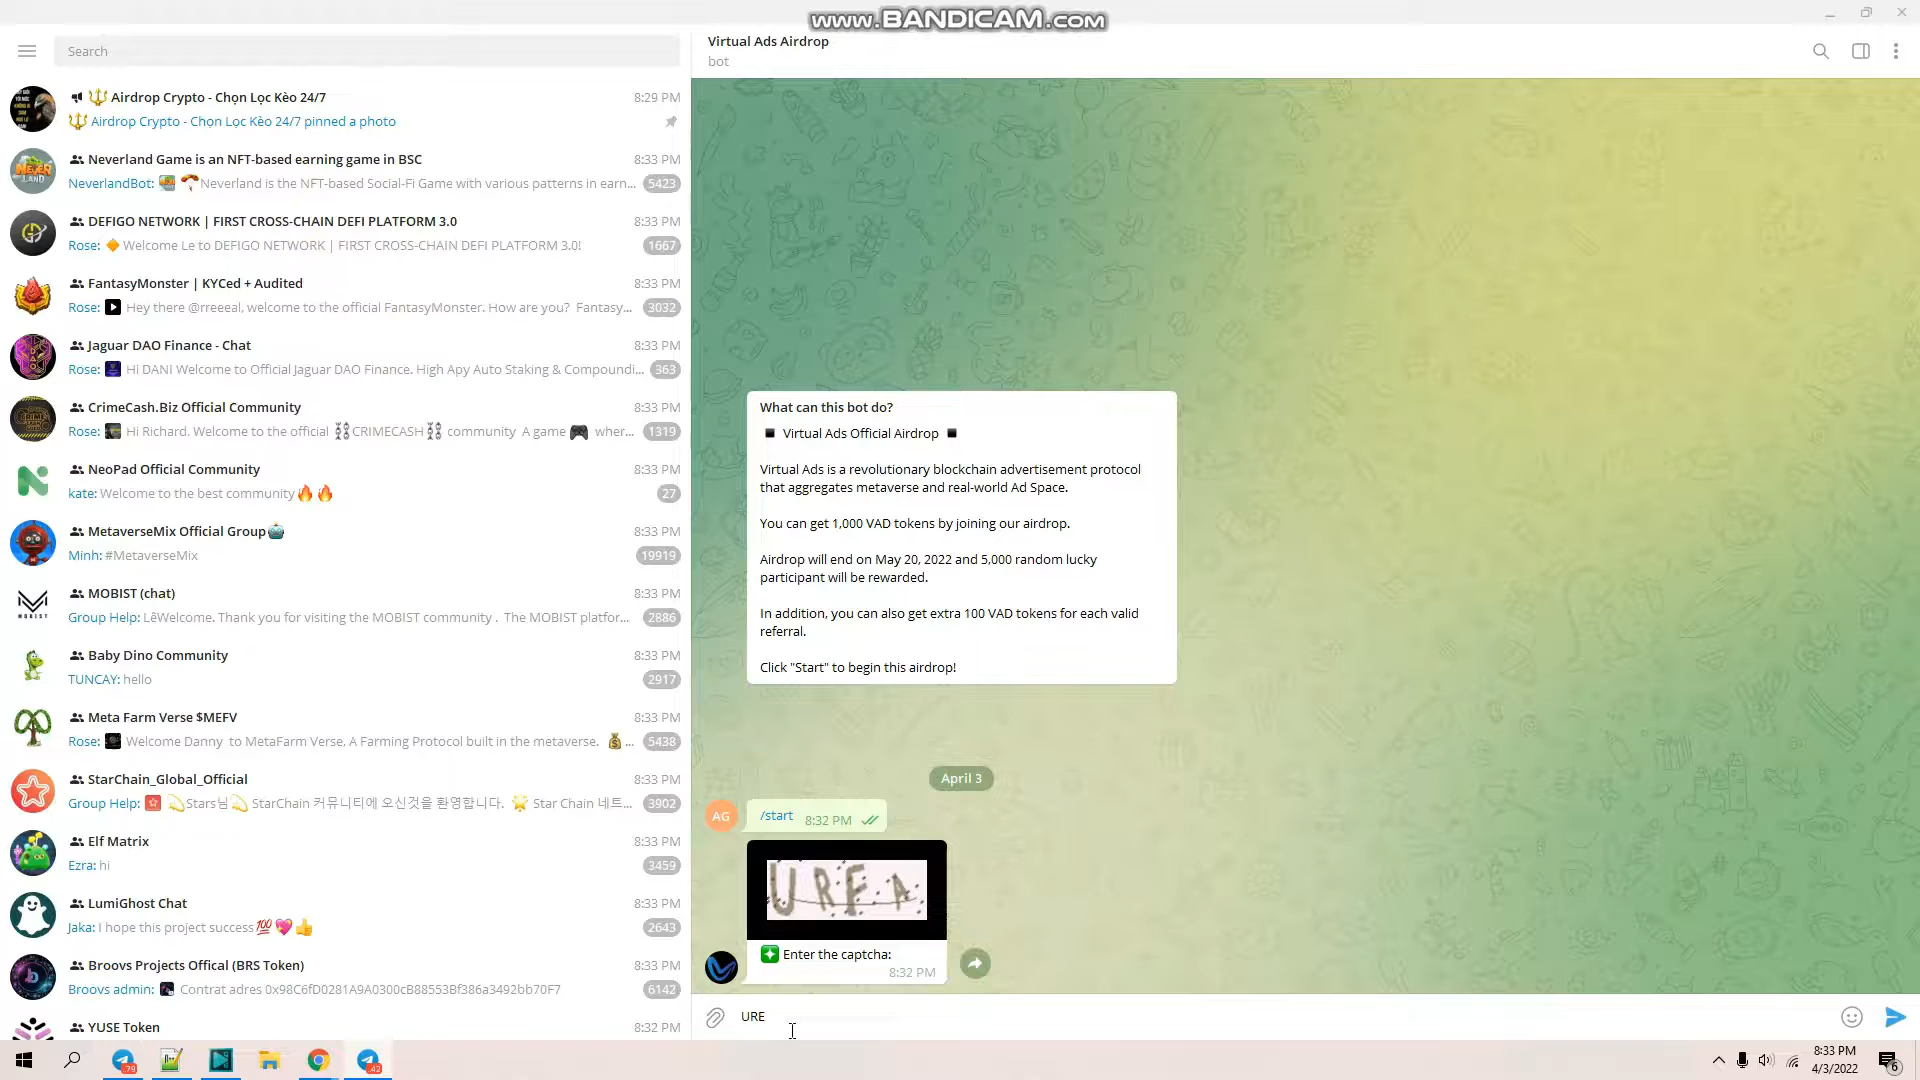 www.BANDICAM.com
Search
Airdrop Crypto - Chọn Lọc Kèo 24/7
8:29 PM
Airdrop Crypto - Chọn Lọc Kèo 24/7 pinned a photo
Neverland Game is an NFT-based earning game in BSC
8:33 PM
NeverlandBot: Neverland is the NFT-based Social-Fi Game with various patterns in earn...
5423
DEFIGO NETWORK | FIRST CROSS-CHAIN DEFI PLATFORM 3.0
8:33 PM
Rose: Welcome Le to DEFIGO NETWORK | FIRST CROSS-CHAIN DEFI PLATFORM 3.0!
1667
FantasyMonster | KYCed + Audited
8:33 PM
Rose: Hey there @rreeeal, welcome to the official FantasyMonster. How are you? Fantasy...
3032
Jaguar DAO Finance - Chat
8:33 PM
Rose: Hi DANI Welcome to Official Jaguar DAO Finance. High Apy Auto Staking & Compoundi...
363
CrimeCash.Biz Official Community
8:33 PM
Rose: Hi Richard. Welcome to the official CRIMECASH community A game wher...
1319
NeoPad Official Community
8:33 PM
kate: Welcome to the best community
27
MetaverseMix Official Group
8:33 PM
Minh: #MetaverseMix
19919
MOBIST (chat)
8:33 PM
Group Help: LêWelcome. Thank you for visiting the MOBIST community . The MOBIST platfor...
2886
MOBIST
Baby Dino Community
8:33 PM
TUNCAY: hello
2917
Meta Farm Verse $MEFV
8:33 PM
Rose: Welcome Danny to MetaFarm Verse, A Farming Protocol built in the metaverse. ...
5438
StarChain_Global_Official
8:33 PM
Group Help: Stars님 StarChain 커뮤니티에 오신것을 환영합니다. Star Chain 네트...
3902
Elf Matrix
8:33 PM
Ezra: hi
3459
LumiGhost Chat
8:33 PM
Jaka: I hope this project success
2643
Broovs Projects Offical (BRS Token)
8:33 PM
Broovs admin: Contrat adres 0x98C6fD0281A9A0300cB88553Bf386a3492bb70F7
6142
YUSE Token
8:32 PM
Virtual Ads Airdrop
bot
What can this bot do?
Virtual Ads Official Airdrop
Virtual Ads is a revolutionary blockchain advertisement protocol
that aggregates metaverse and real-world Ad Space.
You can get 1,000 VAD tokens by joining our airdrop.
Airdrop will end on May 20, 2022 and 5,000 random lucky
participant will be rewarded.
In addition, you can also get extra 100 VAD tokens for each valid
referral.
Click "Start" to begin this airdrop!
April 3
AG
/start
8:32 PM
URFA
Enter the captcha:
8:32 PM
URE
79
42
8:33 PM
4/3/2022
6